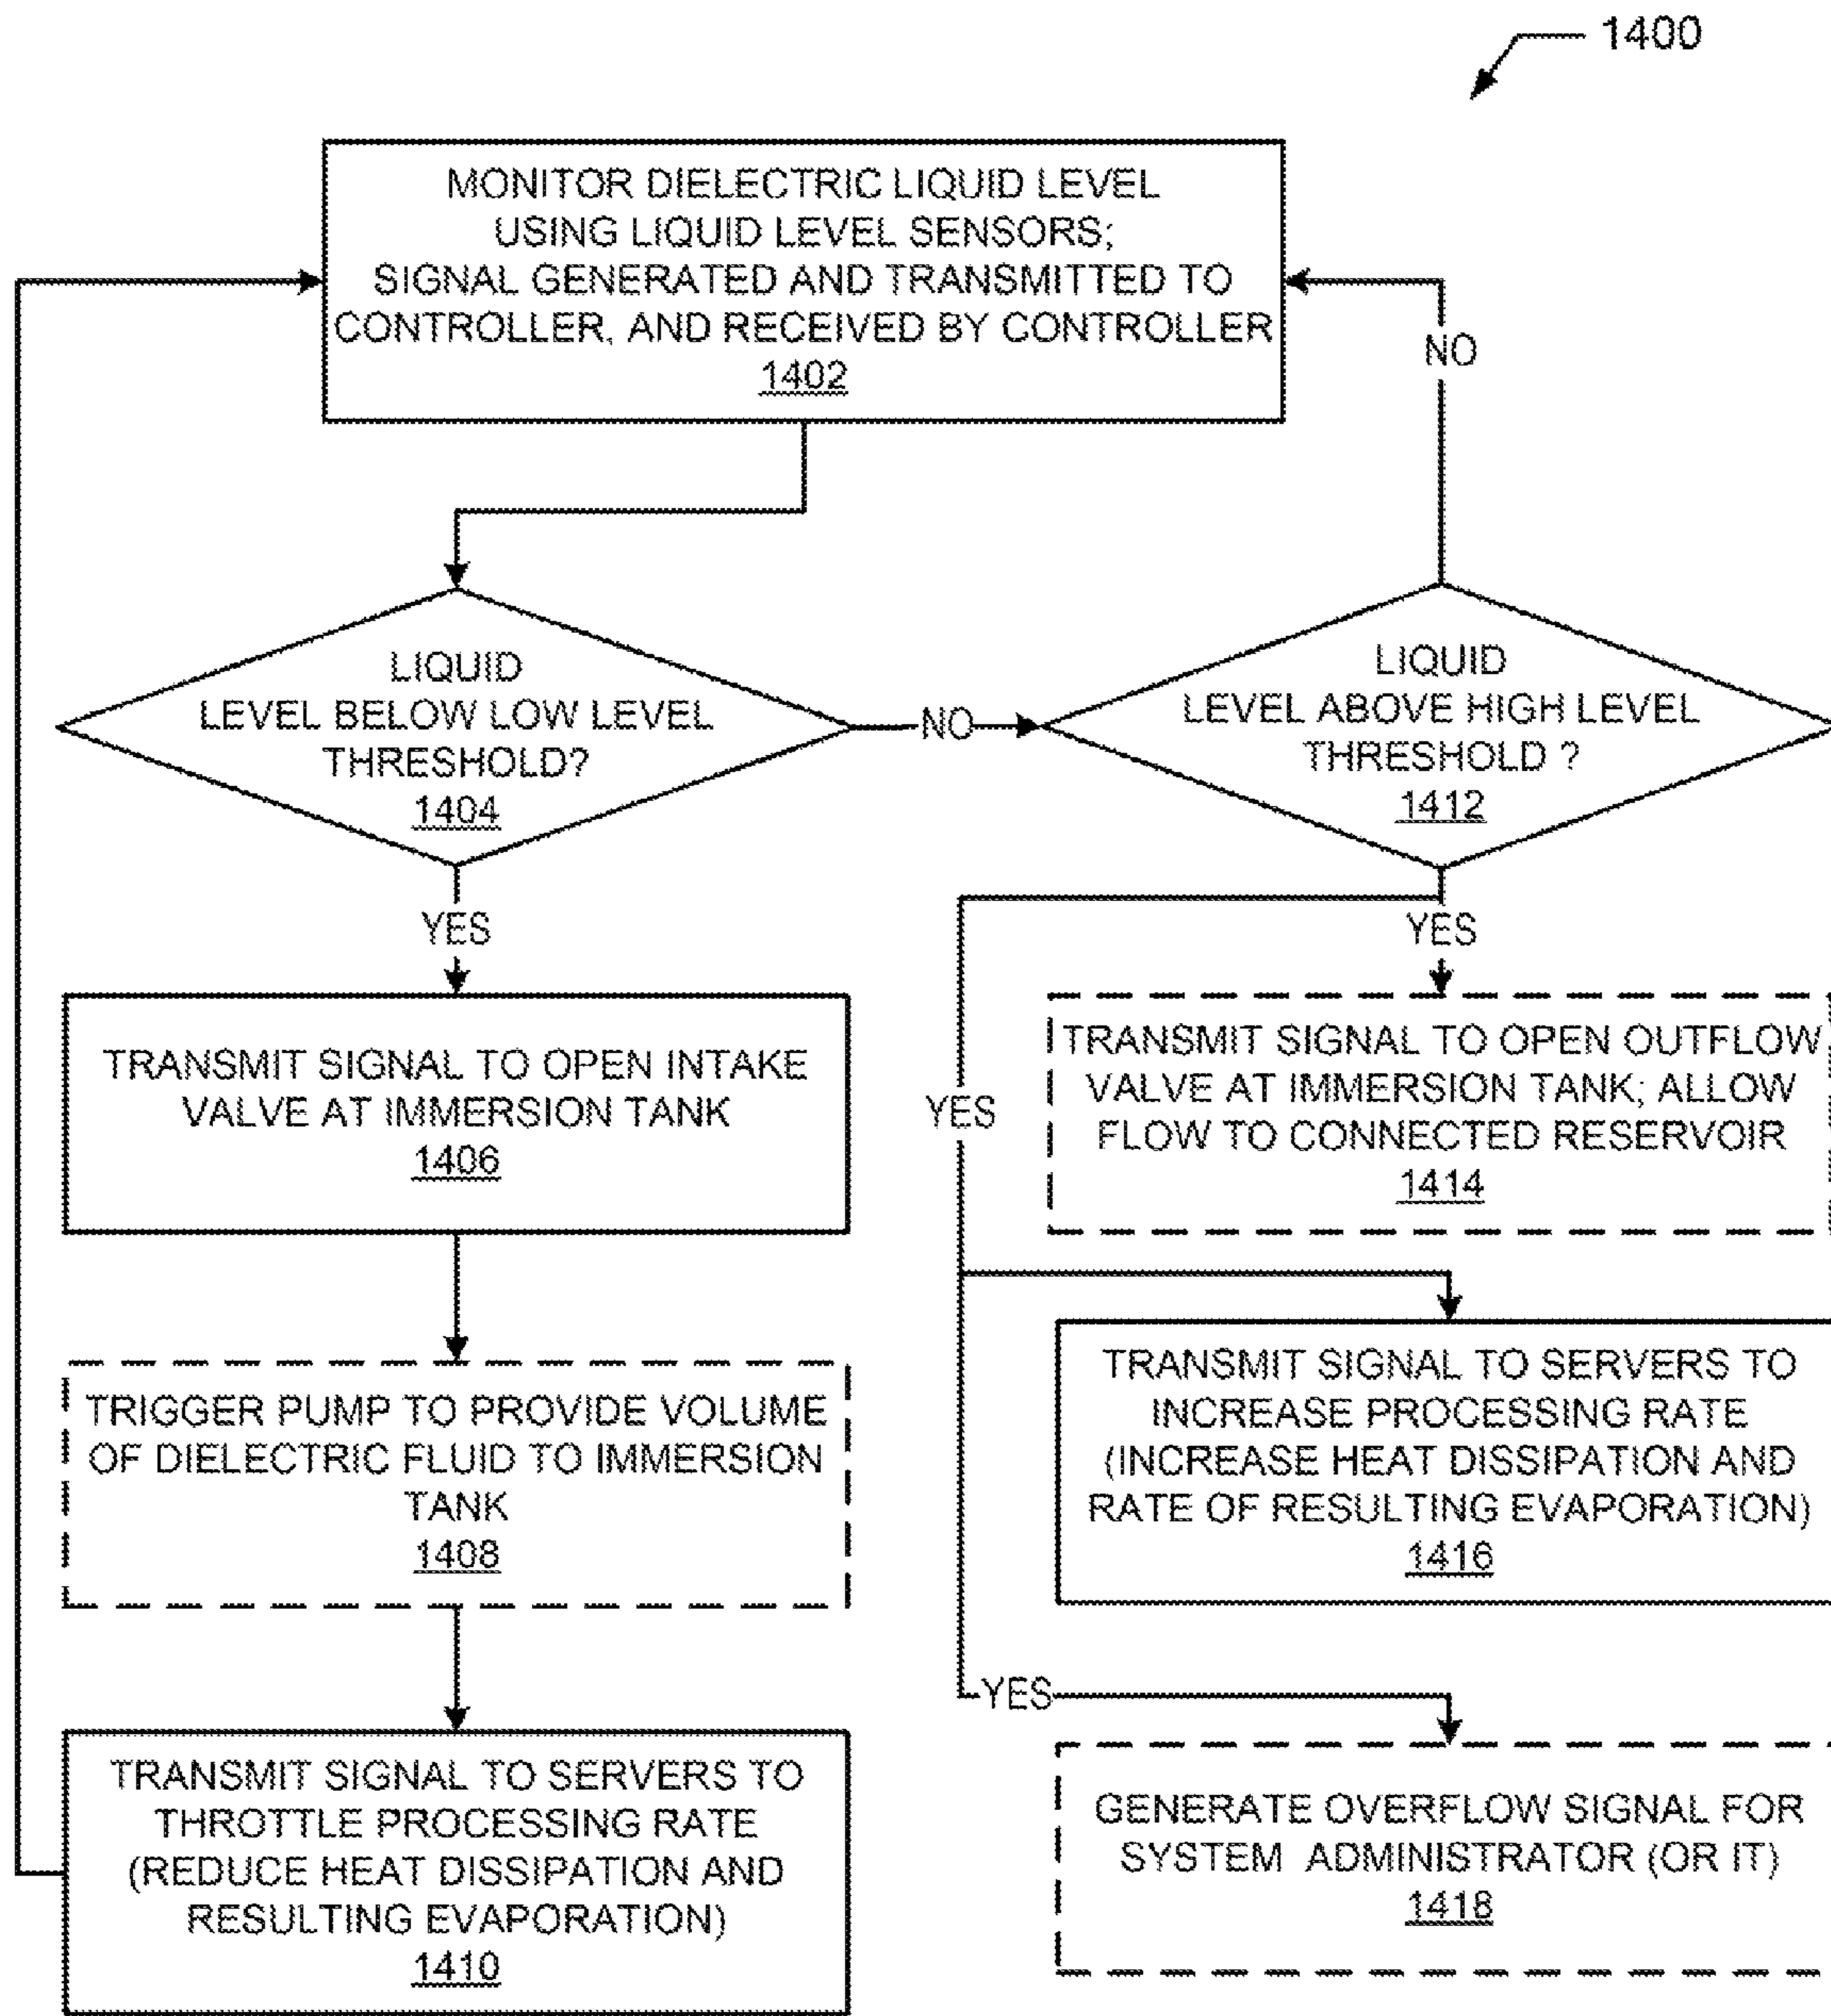 1400
MONITOR DIELECTRIC LIQUID LEVEL
USING LIQUID LEVEL SENSORS;
SIGNAL GENERATED AND TRANSMITTED TO
CONTROLLER, AND RECEIVED BY CONTROLLER
1402
NO
LIQUID
LEVEL BELOW LOW LEVEL
THRESHOLD?
1404
NO
LIQUID
LEVEL ABOVE HIGH LEVEL
THRESHOLD ?
1412
YES
TRANSMIT SIGNAL TO OPEN INTAKE
VALVE AT IMMERSION TANK
1406
TRIGGER PUMP TO PROVIDE VOLUME
OF DIELECTRIC FLUID TO IMMERSION
TANK
1408
TRANSMIT SIGNAL TO SERVERS TO
THROTTLE PROCESSING RATE
(REDUCE HEAT DISSIPATION AND
RESULTING EVAPORATION)
1410
YES
YES
TRANSMIT SIGNAL TO OPEN OUTFLOW
VALVE AT IMMERSION TANK; ALLOW
FLOW TO CONNECTED RESERVOIR
1414
TRANSMIT SIGNAL TO SERVERS TO
INCREASE PROCESSING RATE
(INCREASE HEAT DISSIPATION AND
RATE OF RESULTING EVAPORATION)
1416
YES
GENERATE OVERFLOW SIGNAL FOR
SYSTEM ADMINISTRATOR (OR IT)
1418